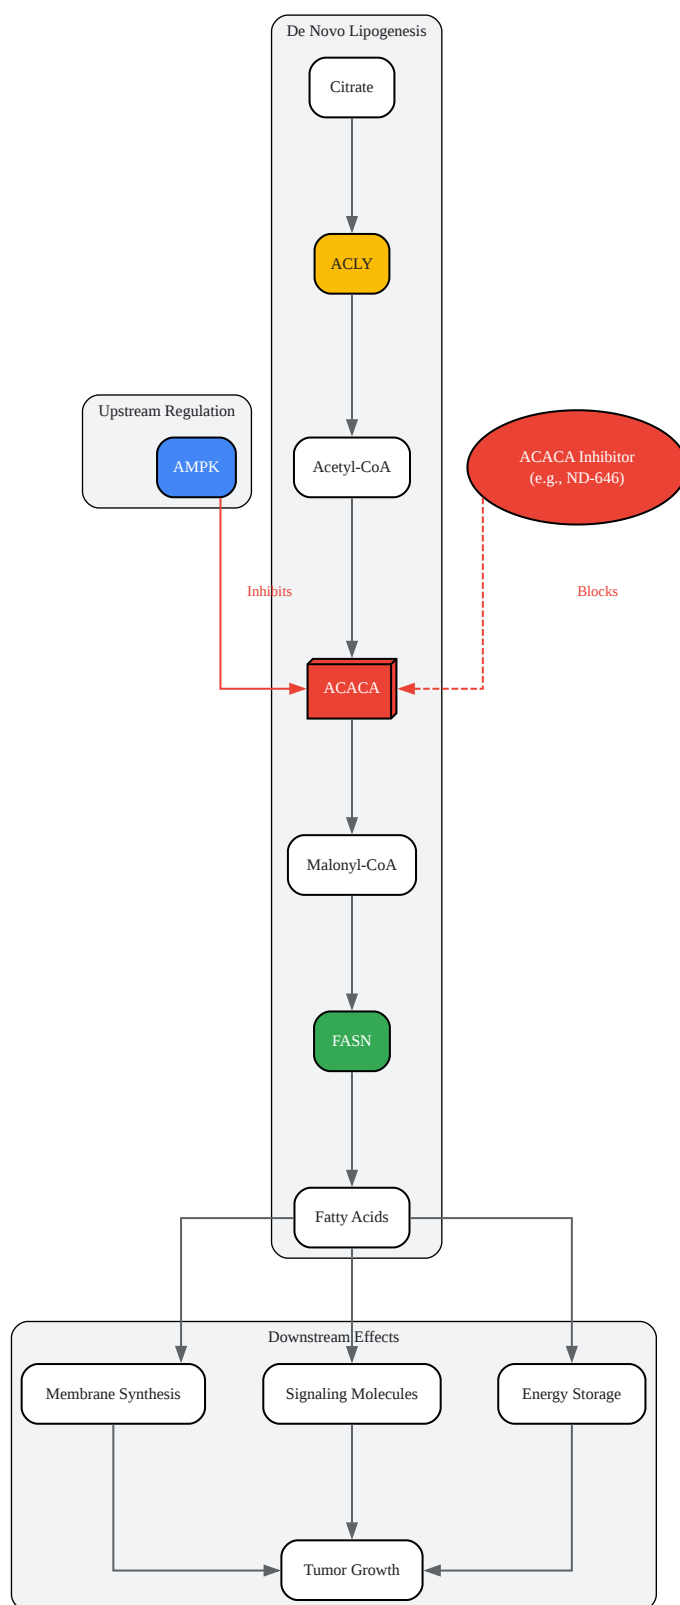 De Novo Lipogenesis
Citrate
ACLY
Upstream Regulation
AMPK
Acetyl-CoA
ACACA Inhibitor
(e.g., ND-646)
Inhibits
Blocks
ACACA
Malonyl-CoA
FASN
Fatty Acids
Downstream Effects
Membrane Synthesis
Signaling Molecules
Energy Storage
Tumor Growth